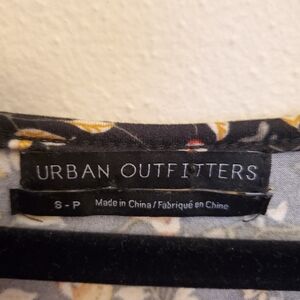 URBAN OUTFITTERS
S-P Made in China / Fabriqué en Chine